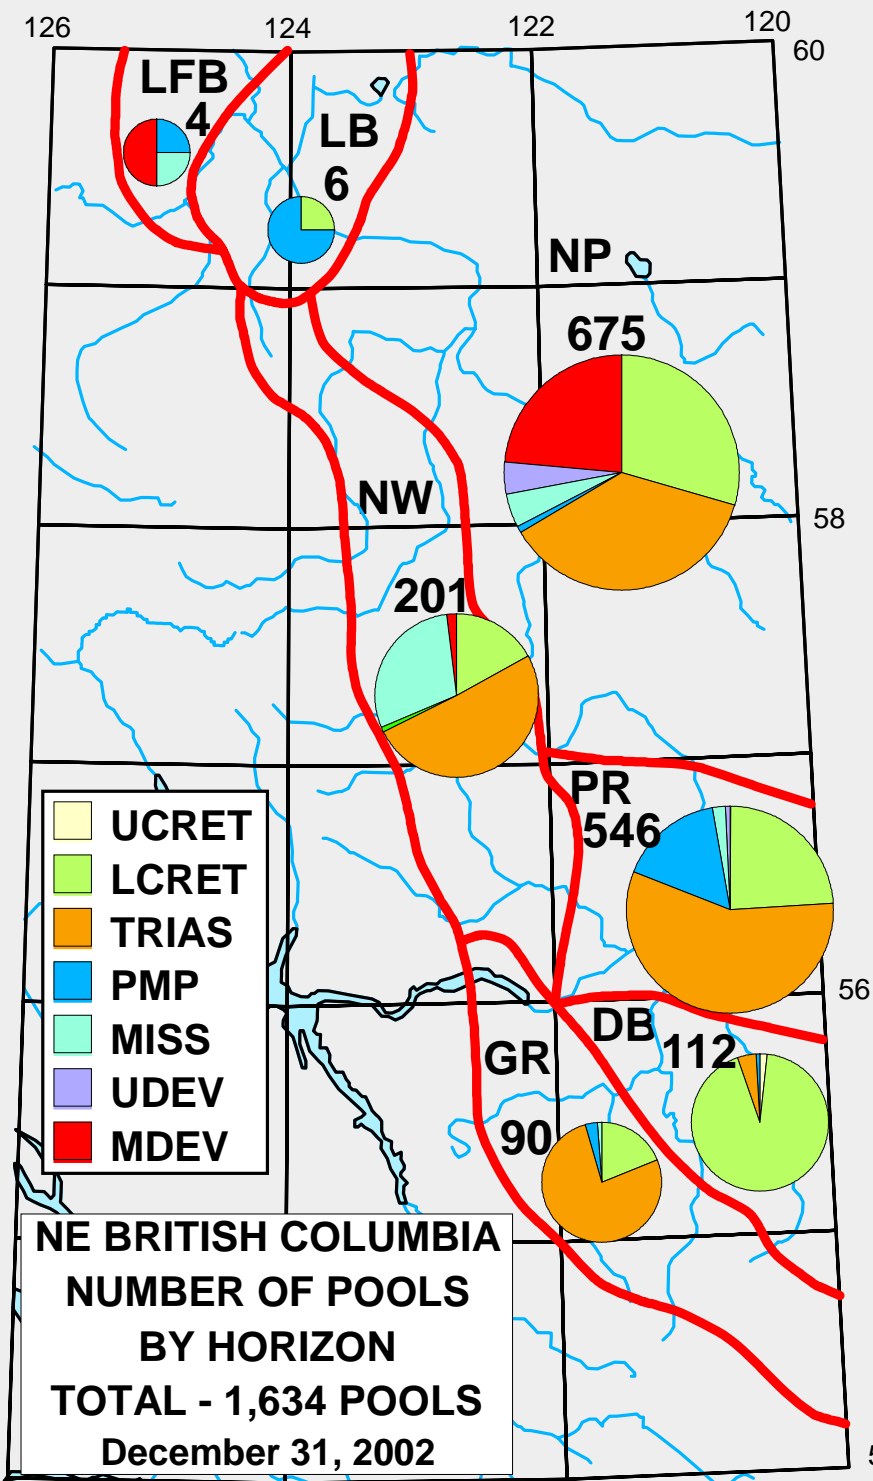 126 124 122 120
60
LFB
4
LB
6
NP
675
NW
58
201
PR
546
UCRET
LCRET
TRIAS
PMP
MISS
UDEV
MDEV
56
DB
112
GR
90
NE BRITISH COLUMBIA
NUMBER OF POOLS
BY HORIZON
TOTAL - 1,634 POOLS
December 31, 2002